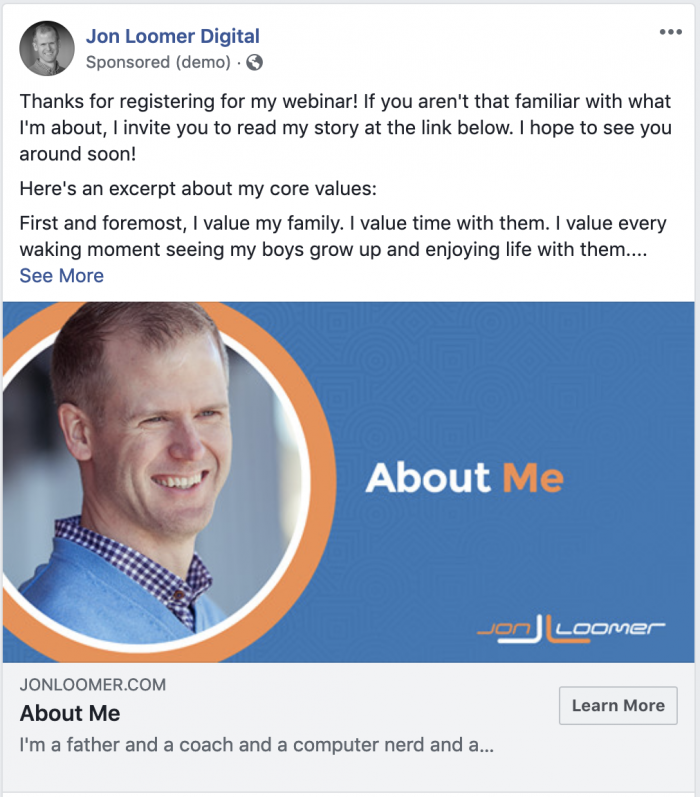 Jon Loomer Digital
Sponsored (demo) ·
Thanks for registering for my webinar! If you aren't that familiar with what
I'm about, I invite you to read my story at the link below. I hope to see you
around soon!
Here's an excerpt about my core values:
First and foremost, I value my family. I value time with them. I value every
waking moment seeing my boys grow up and enjoying life with them....
See More
About Me
Jon Loomer
JONLOOMER.COM
About Me
Learn More
I'm a father and a coach and a computer nerd and a...